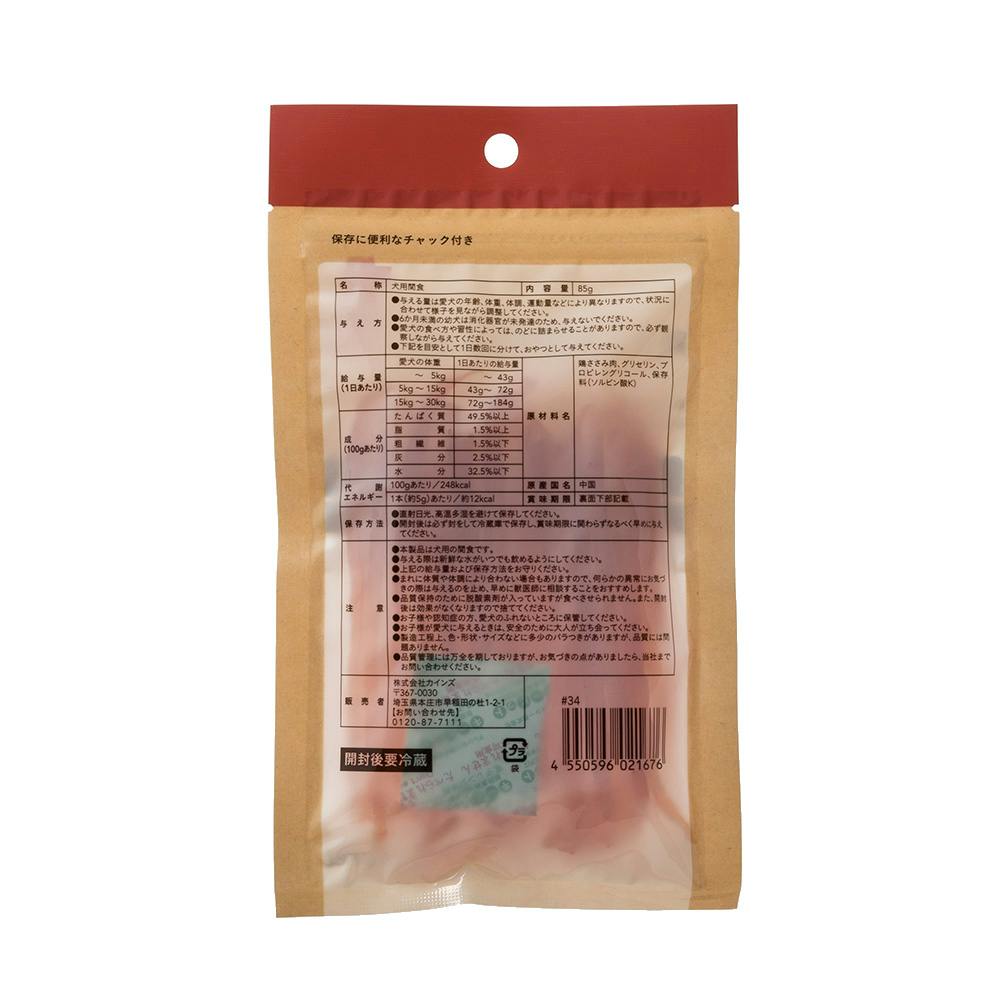 保存に便利なチャック付き
名称 犬用間食 内容量 85g
与え方
●与える量は愛犬の年齢、体重、体調、運動量などにより異なりますので、状況に
合わせて様子を見ながら調整してください。
●6か月未満の幼犬は消化器官が未発達のため、与えないでください。
●愛犬の食べ方や習性によっては、のどに詰まらせることがありますので、必ず観
察しながら与えてください。
●下記を目安として1日数回に分けて、おやつとして与えてください。
給与量
(1日あたり)
愛犬の体重 1日あたりの給与量
～ 5kg ～ 43g
5kg～15kg 43g～ 72g
15kg～30kg 72g～184g
成分
(100gあたり)
たんぱく質 49.5%以上
脂質 1.5%以上
粗繊維 1.5%以下
灰分 2.5%以下
水分 32.5%以下
原材料名
鶏ささみ肉、グリセリン、プ
ロピレングリコール、保存
料(ソルビン酸K)
代謝
エネルギー
100gあたり/248kcal
1本(約5g)あたり/約12kcal
原産国名 中国
賞味期限 裏面下部記載
保存方法
●直射日光、高温多湿を避けて保存してください。
●開封後は必ず封をして冷蔵庫で保存し、賞味期限に関わらずなるべく早めに与え
てください。
注意
●本製品は犬用の間食です。
●与える際は新鮮な水がいつでも飲めるようにしてください。
●上記の給与量および保存方法をお守りください。
●まれに体質や体調により合わない場合もありますので、何らかの異常にお気づ
きの際は与えるのを止め、早めに獣医師に相談することをおすすめします。
●品質保持のために脱酸素剤が入っていますが食べさせられません。また、開封
後は効果がなくなりますので捨ててください。
●お子様や認知症の方、愛犬のふれないところに保管してください。
●お子様が愛犬に与えるときは、安全のために大人が立ち会ってください。
●製造工程上、色・形状・サイズなどに多少のバラつきがありますが、品質には問
題ありません。
●品質管理には万全を期しておりますが、お気づきの点がありましたら、当社まで
お問い合わせください。
販売者
株式会社カインズ
〒367-0030
埼玉県本庄市早稲田の杜1-2-1
【お問い合わせ先】
0120-87-7111
#34
開封後要冷蔵
プラ
袋
4 550596 021676